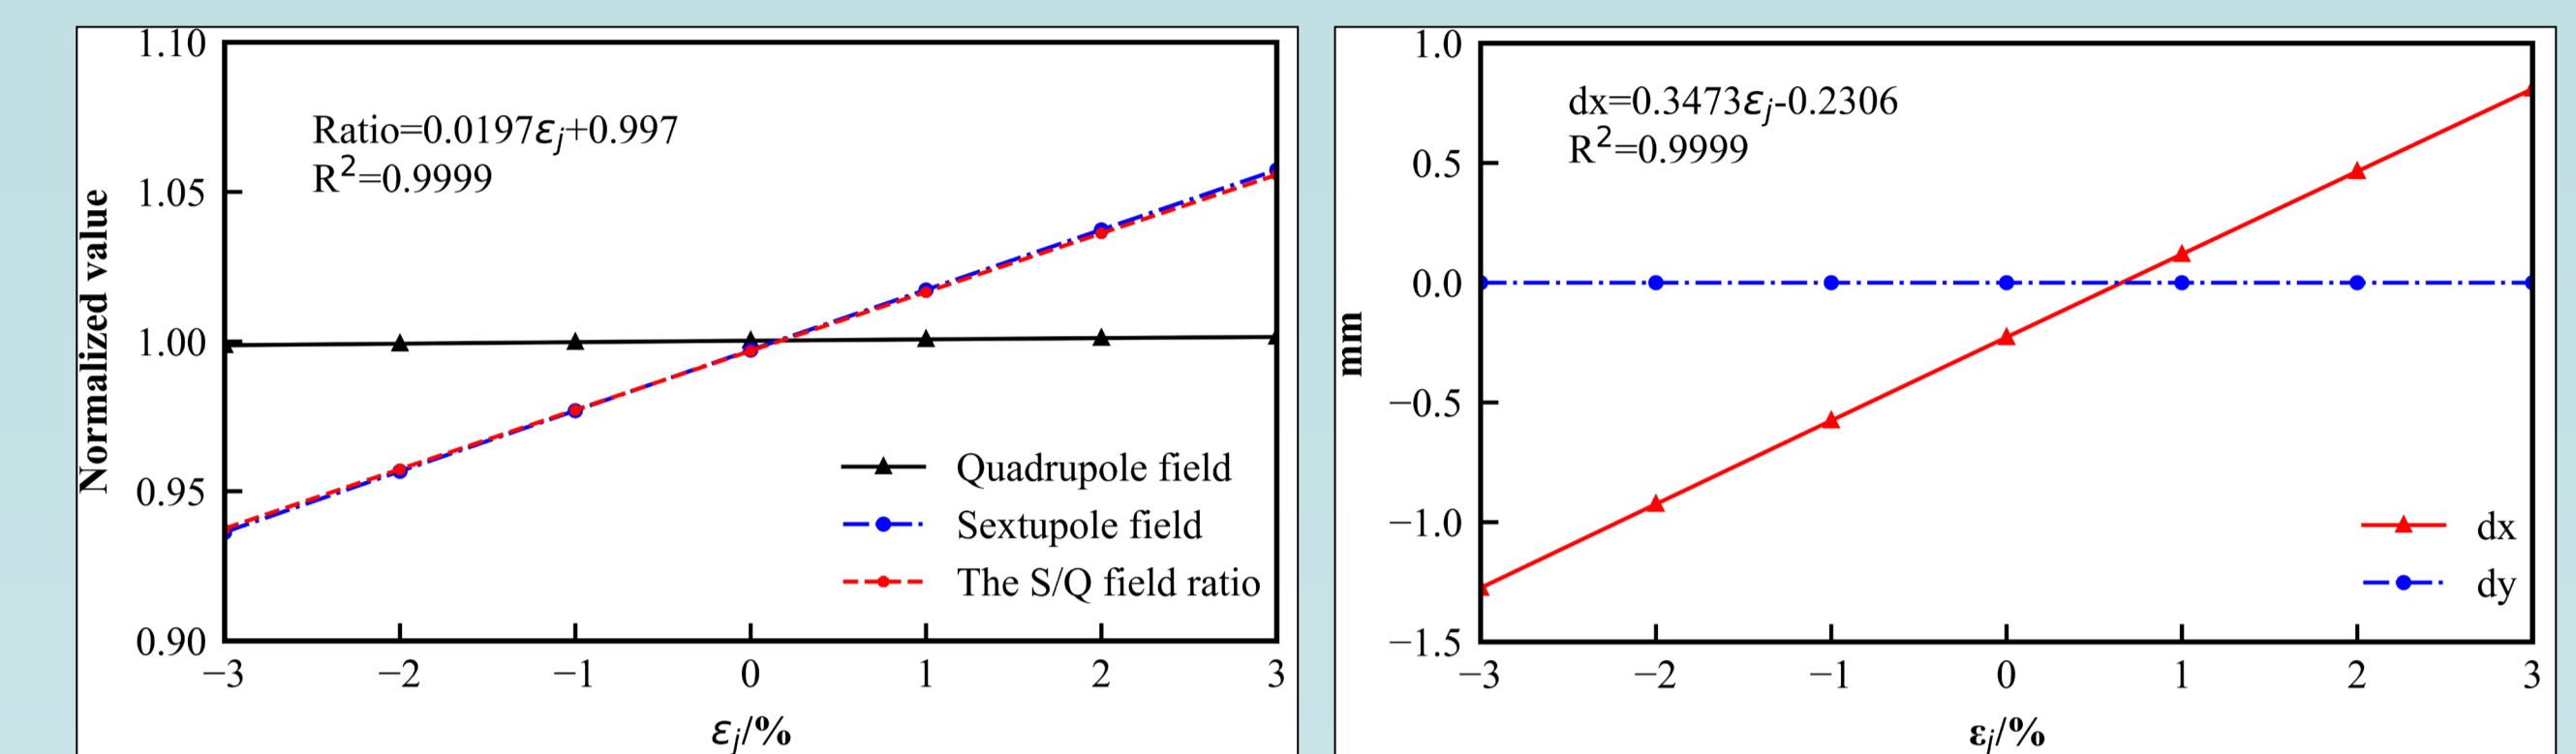 1.10
1.05
1.00
0.95
0.90
Normalized value
Ratio=0.0197εj+0.997
R²=0.9999
Quadrupole field
Sextupole field
The S/Q field ratio
−3 −2 −1 0 1 2 3
εj/%
1.0
0.5
0.0
−0.5
−1.0
−1.5
mm
dx=0.3473εj-0.2306
R²=0.9999
dx
dy
−3 −2 −1 0 1 2 3
εj/%